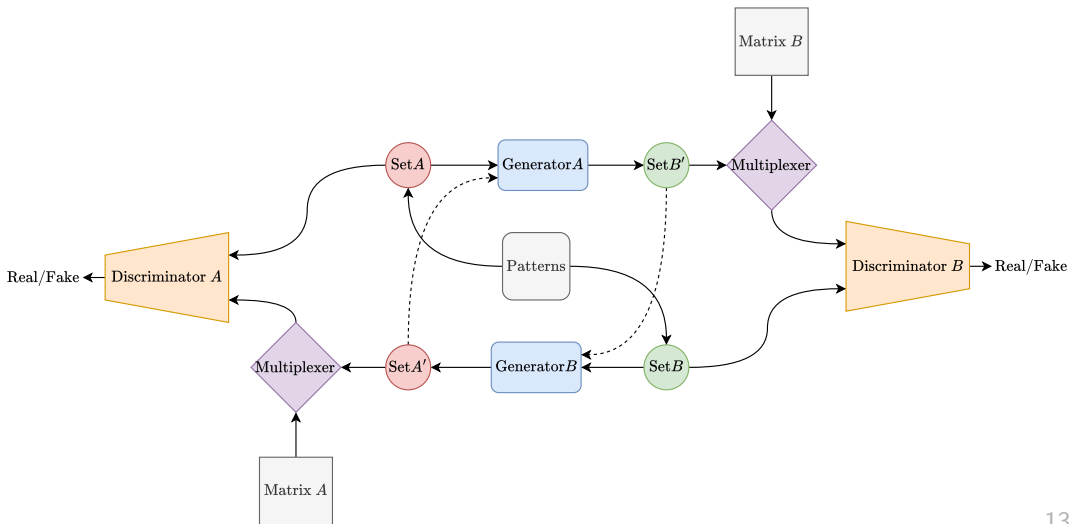 Matrix B
SetA
GeneratorA
SetB′
Multiplexer
Patterns
Real/Fake
Discriminator A
Discriminator B
Real/Fake
Multiplexer
SetA′
GeneratorB
SetB
Matrix A
13